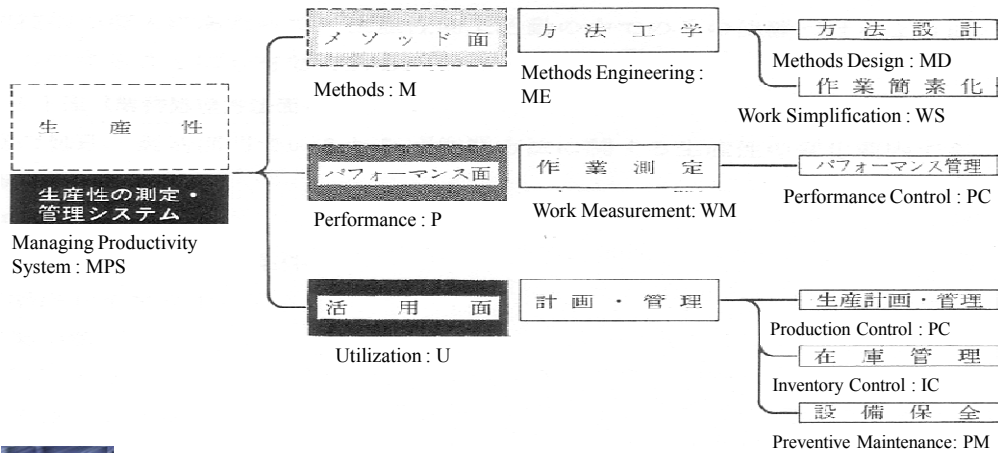 生産性
生産性の測定・
管理システム
Managing Productivity
System : MPS
メソッド面
Methods : M
方法工学
Methods Engineering :
ME
方法設計
Methods Design : MD
作業簡素化
Work Simplification : WS
パフォーマンス面
Performance : P
作業測定
Work Measurement: WM
パフォーマンス管理
Performance Control : PC
活用面
Utilization : U
計画・管理
生産計画・管理
Production Control : PC
在庫管理
Inventory Control : IC
設備保全
Preventive Maintenance: PM